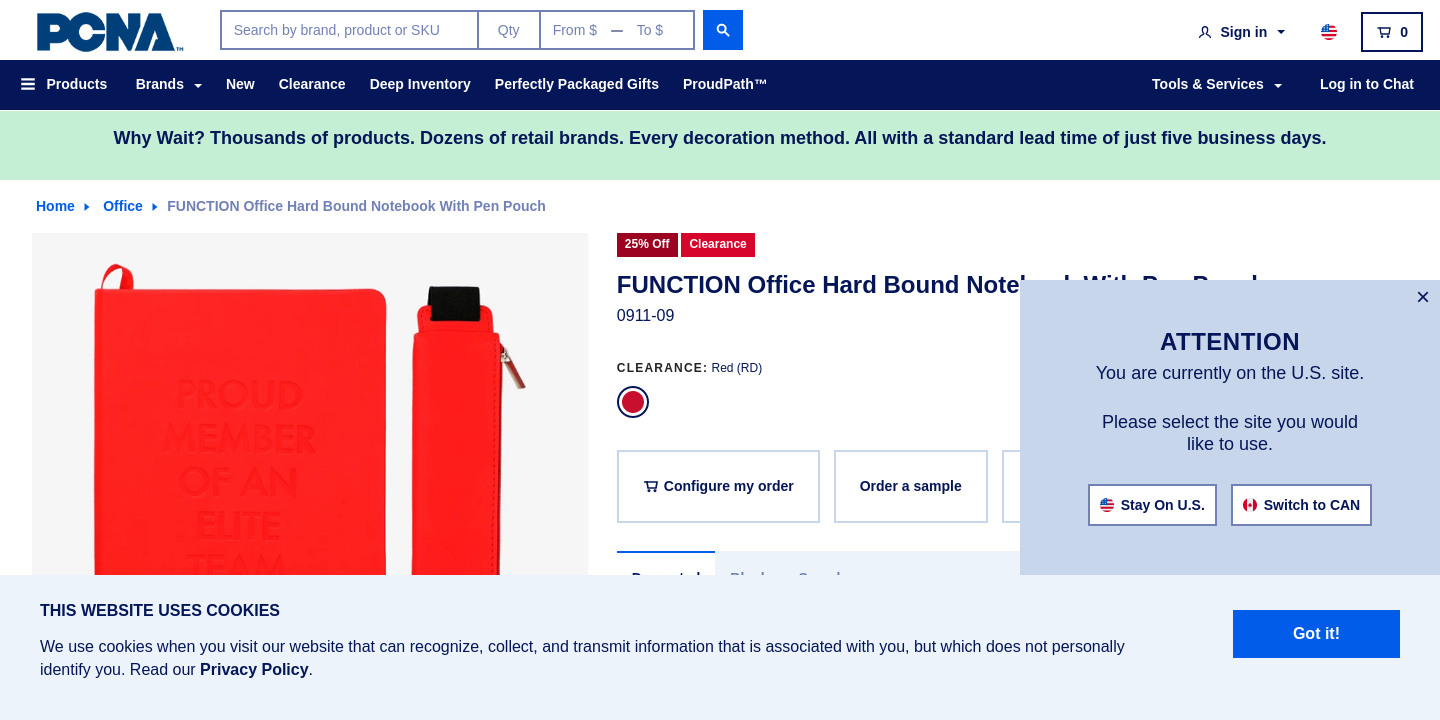 PCNA™
Search by brand, product or SKU
Qty
From $ — To $
Sign in
0
Products
Brands
New
Clearance
Deep Inventory
Perfectly Packaged Gifts
ProudPath™
Tools & Services
Log in to Chat
Why Wait? Thousands of products. Dozens of retail brands. Every decoration method. All with a standard lead time of just five business days.
Home
Office
FUNCTION Office Hard Bound Notebook With Pen Pouch
25% Off
Clearance
FUNCTION Office Hard Bound Notebook With Pen Pouch
0911-09
CLEARANCE: Red (RD)
PROUD
MEMBER
OF AN
ELITE
TEAM
Configure my order
Order a sample
ATTENTION
You are currently on the U.S. site.
Please select the site you would
like to use.
Stay On U.S.
Switch to CAN
THIS WEBSITE USES COOKIES
We use cookies when you visit our website that can recognize, collect, and transmit information that is associated with you, but which does not personally
identify you. Read our Privacy Policy.
Got it!